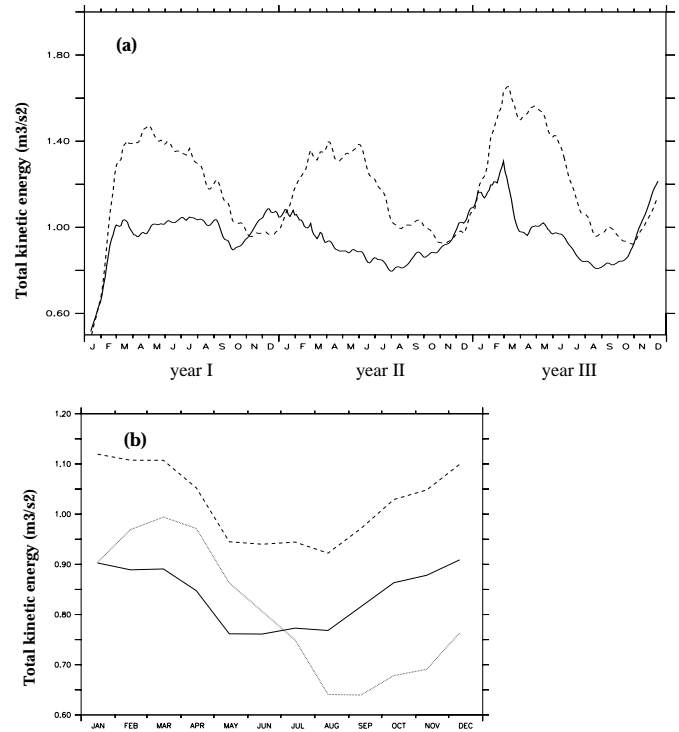 (a)
Total kinetic energy (m3/s2)
1.80
1.40
1.00
0.60
J F M A M J J A S O N D J F M A M J J A S O N D J F M A M J J A S O N D
year I year II year III
(b)
Total kinetic energy (m3/s2)
1.20
1.10
1.00
0.90
0.80
0.70
0.60
JAN FEB MAR APR MAY JUN JUL AUG SEP OCT NOV DEC